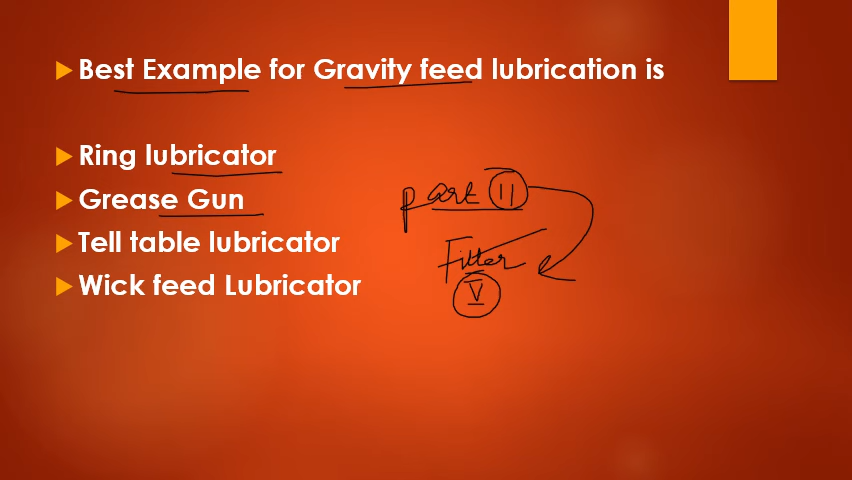 Best Example for Gravity feed lubrication is
Ring lubricator
Grease Gun
Tell table lubricator
Wick feed Lubricator
part II
Fitter
V